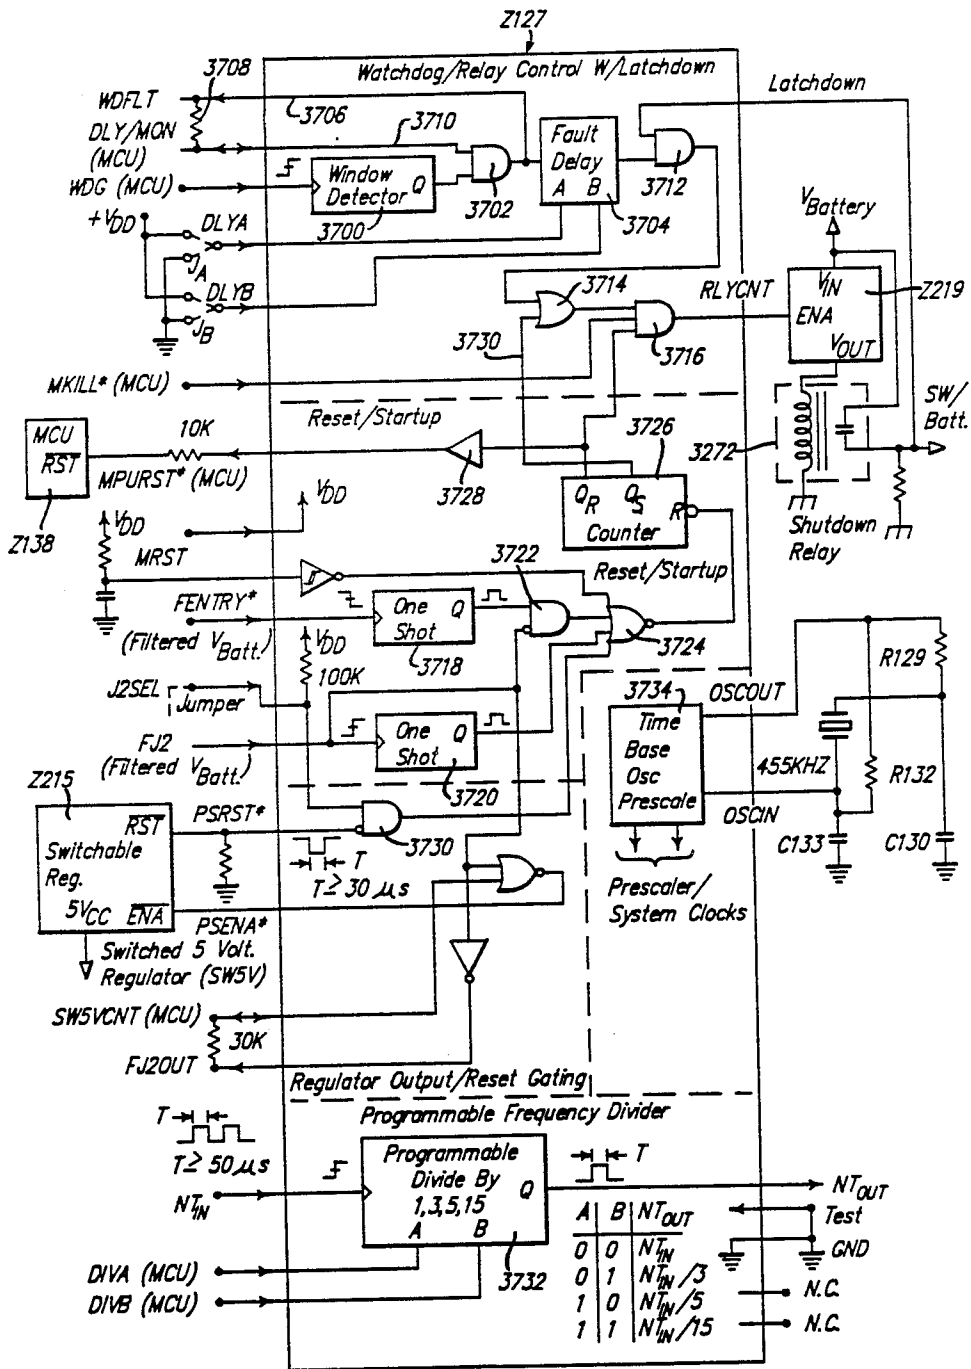 Z127
Watchdog/Relay Control W/Latchdown
3708
WDFLT
3706
Latchdown
DLY/MON
(MCU)
3710
Fault
Delay
A B
WDG (MCU)
Window
Detector
Q
3700
3702
3704
3712
+VDD
DLYA
JA
DLYB
JB
VBattery
3714
RLYCNT
VIN
ENA
VOUT
Z219
3730
3716
MKILL* (MCU)
Reset/Startup
SW/
Batt.
MCU
RST
10K
MPURST* (MCU)
3728
3726
3272
QR QS
R
Counter
Shutdown
Relay
Z138
VDD
VDD
MRST
3722
Reset/Startup
FENTRY*
(Filtered VBatt.)
One
Shot
Q
3718
3724
VDD
100K
J2SEL
Jumper
3734
OSCOUT
R129
Time
Base
Osc
Prescale
FJ2
(Filtered VBatt.)
One
Shot
Q
3720
455KHZ
R132
OSCIN
Z215
RST
PSRST*
3730
C133
C130
Switchable
Reg.
5VCC ENA
T
T≥30 μs
Prescaler/
System Clocks
PSENA*
Switched 5 Volt.
Regulator (SW5V)
SW5VCNT (MCU)
30K
FJ2OUT
Regulator Output/Reset Gating
Programmable Frequency Divider
T
T≥50 μs
Programmable
Divide By
1,3,5,15
Q
A B
T
NTIN
NTOUT
Test
GND
3732
A B NTOUT
0 0 NTIN
0 1 NTIN/3
1 0 NTIN/5
1 1 NTIN/15
DIVA (MCU)
DIVB (MCU)
N.C.
N.C.